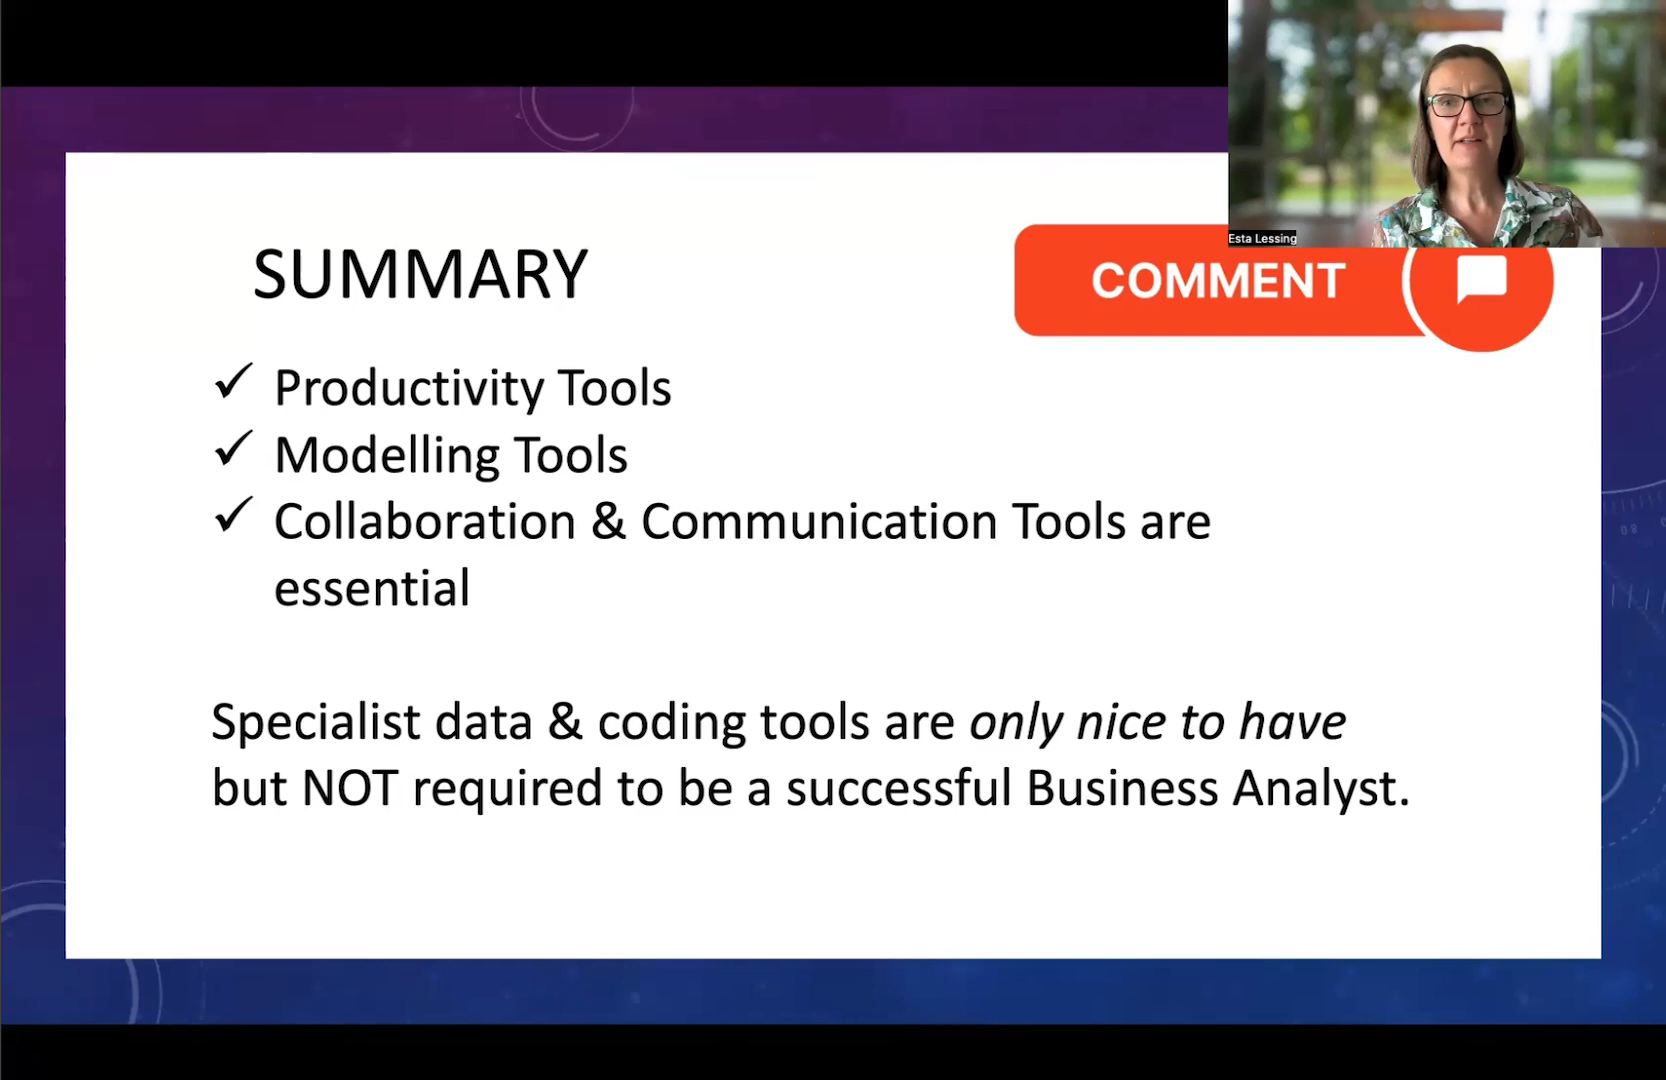 Esta Lessing
SUMMARY
COMMENT
✓ Productivity Tools
✓ Modelling Tools
✓ Collaboration & Communication Tools are
essential
Specialist data & coding tools are only nice to have
but NOT required to be a successful Business Analyst.
08